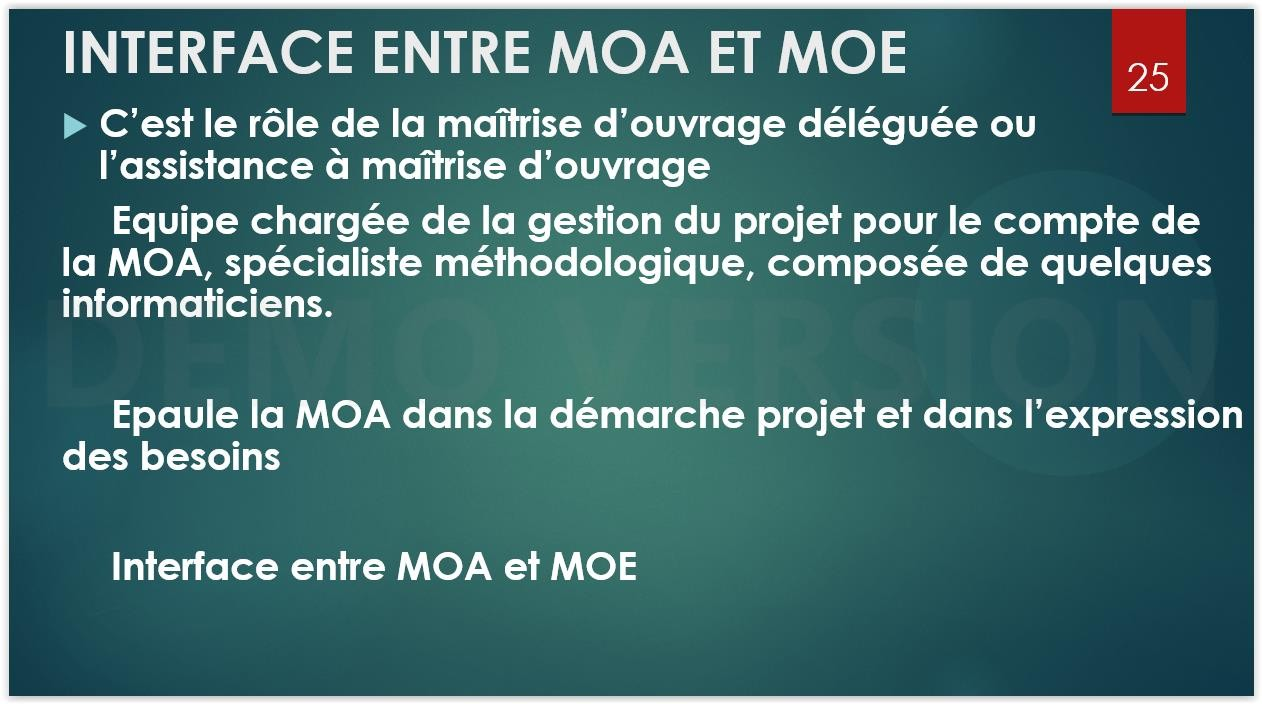 INTERFACE ENTRE MOA ET MOE
25
C’est le rôle de la maîtrise d’ouvrage déléguée ou
l’assistance à maîtrise d’ouvrage
Equipe chargée de la gestion du projet pour le compte de
la MOA, spécialiste méthodologique, composée de quelques
informaticiens.
DEMO VERSION
Epaule la MOA dans la démarche projet et dans l’expression
des besoins
Interface entre MOA et MOE